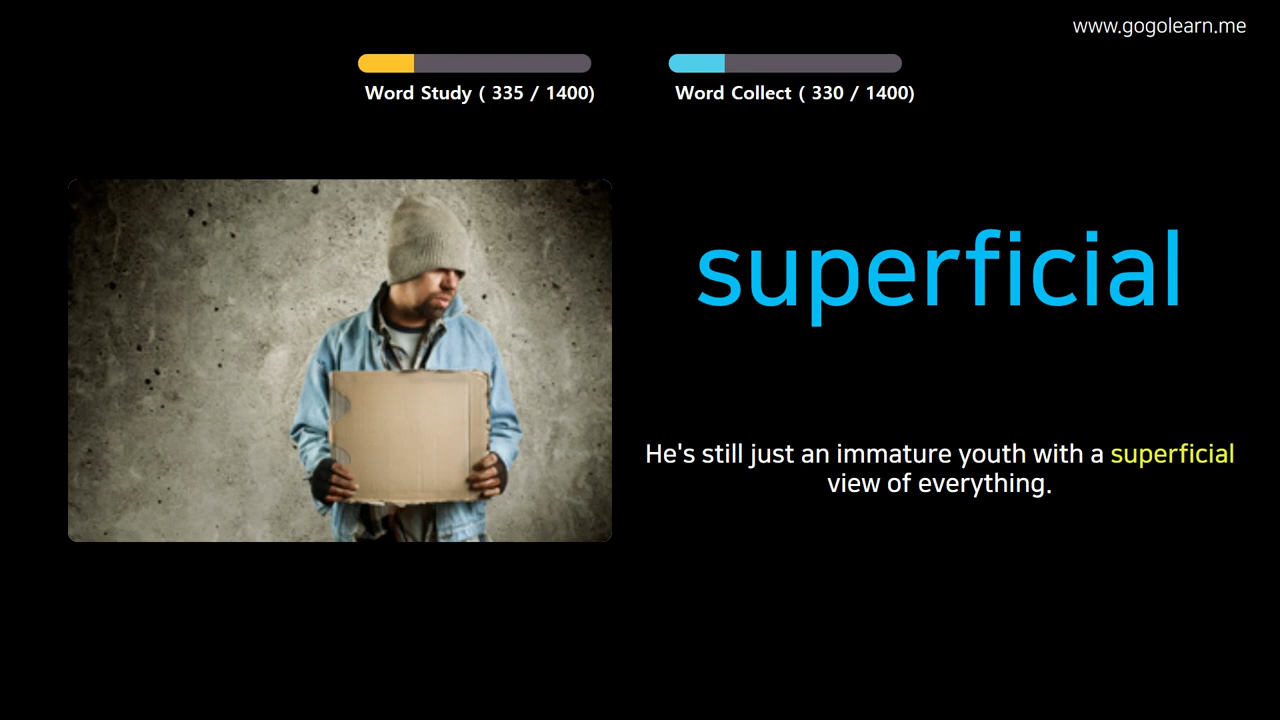 www.gogolearn.me
Word Study ( 335 / 1400)
Word Collect ( 330 / 1400)
superficial
He's still just an immature youth with a superficial
view of everything.